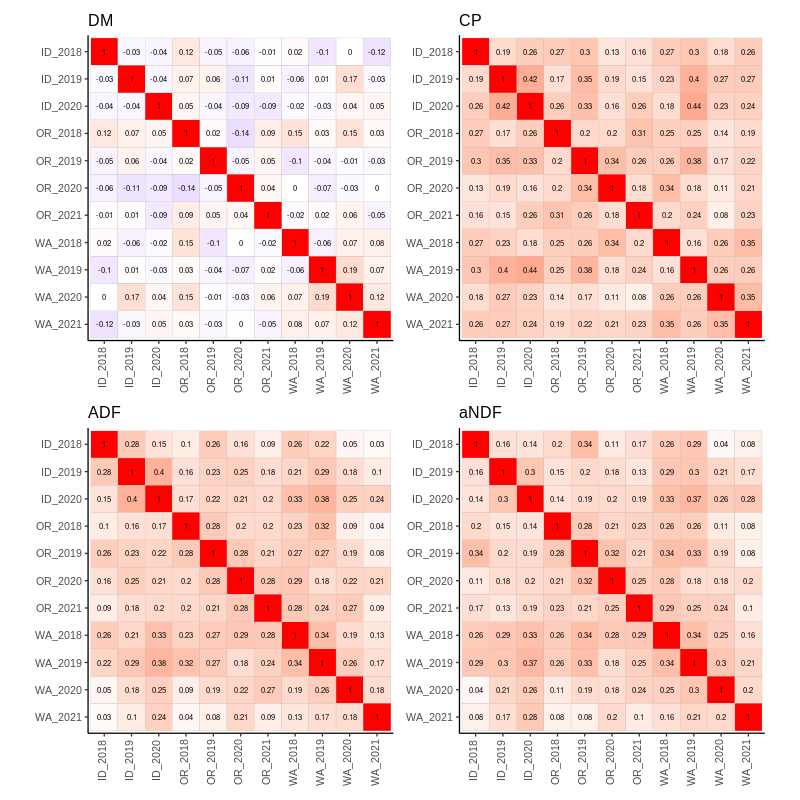 DM
ID_2018 1 -0.03 -0.04 0.12 -0.05 -0.06 -0.01 0.02 -0.1 0 -0.12
ID_2019 -0.03 1 -0.04 0.07 0.06 -0.11 0.01 -0.06 0.01 0.17 -0.03
ID_2020 -0.04 -0.04 1 0.05 -0.04 -0.09 -0.09 -0.02 -0.03 0.04 0.05
OR_2018 0.12 0.07 0.05 1 0.02 -0.14 0.09 0.15 0.03 0.15 0.03
OR_2019 -0.05 0.06 -0.04 0.02 1 -0.05 0.05 -0.1 -0.04 -0.01 -0.03
OR_2020 -0.06 -0.11 -0.09 -0.14 -0.05 1 0.04 0 -0.07 -0.03 0
OR_2021 -0.01 0.01 -0.09 0.09 0.05 0.04 1 -0.02 0.02 0.06 -0.05
WA_2018 0.02 -0.06 -0.02 0.15 -0.1 0 -0.02 1 -0.06 0.07 0.08
WA_2019 -0.1 0.01 -0.03 0.03 -0.04 -0.07 0.02 -0.06 1 0.19 0.07
WA_2020 0 0.17 0.04 0.15 -0.01 -0.03 0.06 0.07 0.19 1 0.12
WA_2021 -0.12 -0.03 0.05 0.03 -0.03 0 -0.05 0.08 0.07 0.12 1
ID_2018 ID_2019 ID_2020 OR_2018 OR_2019 OR_2020 OR_2021 WA_2018 WA_2019 WA_2020 WA_2021
CP
ID_2018 1 0.19 0.26 0.27 0.3 0.13 0.16 0.27 0.3 0.18 0.26
ID_2019 0.19 1 0.42 0.17 0.35 0.19 0.15 0.23 0.4 0.27 0.27
ID_2020 0.26 0.42 1 0.26 0.33 0.16 0.26 0.18 0.44 0.23 0.24
OR_2018 0.27 0.17 0.26 1 0.2 0.2 0.31 0.25 0.25 0.14 0.19
OR_2019 0.3 0.35 0.33 0.2 1 0.34 0.26 0.26 0.38 0.17 0.22
OR_2020 0.13 0.19 0.16 0.2 0.34 1 0.18 0.34 0.18 0.11 0.21
OR_2021 0.16 0.15 0.26 0.31 0.26 0.18 1 0.2 0.24 0.08 0.23
WA_2018 0.27 0.23 0.18 0.25 0.26 0.34 0.2 1 0.16 0.26 0.35
WA_2019 0.3 0.4 0.44 0.25 0.38 0.18 0.24 0.16 1 0.26 0.26
WA_2020 0.18 0.27 0.23 0.14 0.17 0.11 0.08 0.26 0.26 1 0.35
WA_2021 0.26 0.27 0.24 0.19 0.22 0.21 0.23 0.35 0.26 0.35 1
ID_2018 ID_2019 ID_2020 OR_2018 OR_2019 OR_2020 OR_2021 WA_2018 WA_2019 WA_2020 WA_2021
ADF
ID_2018 1 0.28 0.15 0.1 0.26 0.16 0.09 0.26 0.22 0.05 0.03
ID_2019 0.28 1 0.4 0.16 0.23 0.25 0.18 0.21 0.29 0.18 0.1
ID_2020 0.15 0.4 1 0.17 0.22 0.21 0.2 0.33 0.38 0.25 0.24
OR_2018 0.1 0.16 0.17 1 0.28 0.2 0.2 0.23 0.32 0.09 0.04
OR_2019 0.26 0.23 0.22 0.28 1 0.28 0.21 0.27 0.27 0.19 0.08
OR_2020 0.16 0.25 0.21 0.2 0.28 1 0.28 0.29 0.18 0.22 0.21
OR_2021 0.09 0.18 0.2 0.2 0.21 0.28 1 0.28 0.24 0.27 0.09
WA_2018 0.26 0.21 0.33 0.23 0.27 0.29 0.28 1 0.34 0.19 0.13
WA_2019 0.22 0.29 0.38 0.32 0.27 0.18 0.24 0.34 1 0.26 0.17
WA_2020 0.05 0.18 0.25 0.09 0.19 0.22 0.27 0.19 0.26 1 0.18
WA_2021 0.03 0.1 0.24 0.04 0.08 0.21 0.09 0.13 0.17 0.18 1
ID_2018 ID_2019 ID_2020 OR_2018 OR_2019 OR_2020 OR_2021 WA_2018 WA_2019 WA_2020 WA_2021
aNDF
ID_2018 1 0.16 0.14 0.2 0.34 0.11 0.17 0.26 0.29 0.04 0.08
ID_2019 0.16 1 0.3 0.15 0.2 0.18 0.13 0.29 0.3 0.21 0.17
ID_2020 0.14 0.3 1 0.14 0.19 0.2 0.19 0.33 0.37 0.26 0.28
OR_2018 0.2 0.15 0.14 1 0.28 0.21 0.23 0.26 0.26 0.11 0.08
OR_2019 0.34 0.2 0.19 0.28 1 0.32 0.21 0.34 0.33 0.19 0.08
OR_2020 0.11 0.18 0.2 0.21 0.32 1 0.25 0.28 0.18 0.18 0.2
OR_2021 0.17 0.13 0.19 0.23 0.21 0.25 1 0.29 0.25 0.24 0.1
WA_2018 0.26 0.29 0.33 0.26 0.34 0.28 0.29 1 0.34 0.25 0.16
WA_2019 0.29 0.3 0.37 0.26 0.33 0.18 0.25 0.34 1 0.3 0.21
WA_2020 0.04 0.21 0.26 0.11 0.19 0.18 0.24 0.25 0.3 1 0.2
WA_2021 0.08 0.17 0.28 0.08 0.08 0.2 0.1 0.16 0.21 0.2 1
ID_2018 ID_2019 ID_2020 OR_2018 OR_2019 OR_2020 OR_2021 WA_2018 WA_2019 WA_2020 WA_2021